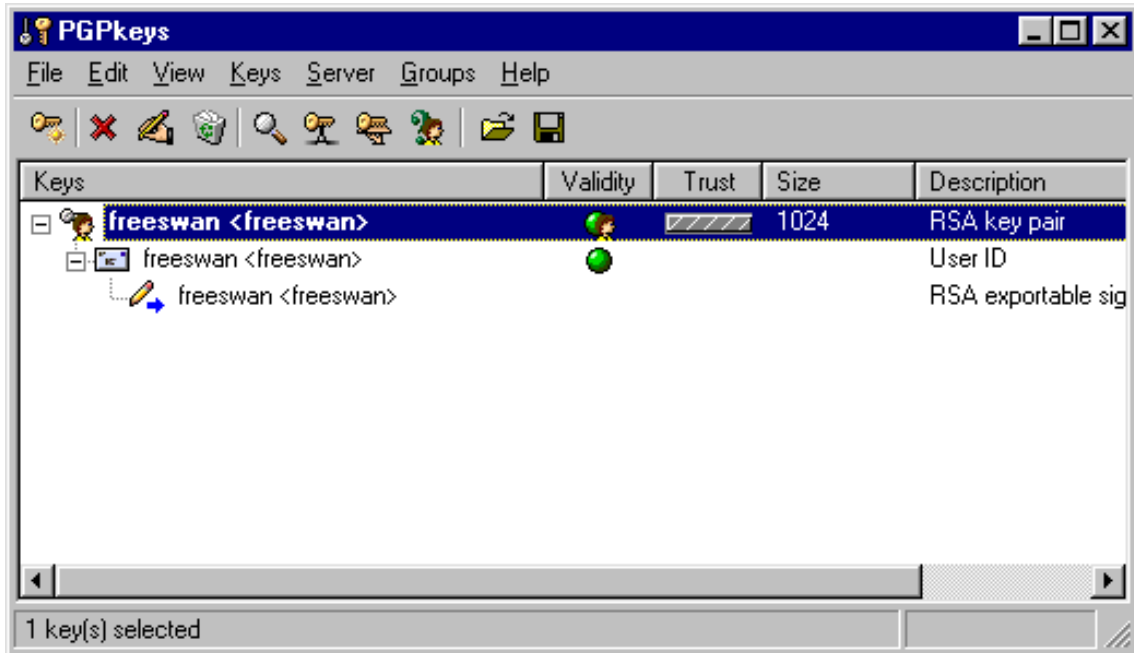 PGPkeys
File Edit View Keys Server Groups Help
Keys Validity Trust Size Description
freeswan <freeswan> 1024 RSA key pair
freeswan <freeswan> User ID
freeswan <freeswan> RSA exportable sig
1 key(s) selected